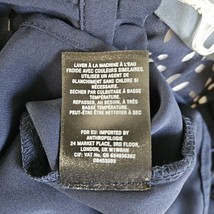 LAVER À LA MACHINE À L'EAU
FROIDE AVEC COULEURS SIMILAIRES.
UTILISER UN AGENT DE
BLANCHIMENT SANS CHLORE SI
NÉCESSAIRE.
SÉCHER PAR CULBUTAGE À BASSE
TEMPÉRATURE.
REPASSER, AU BESOIN, À TRÈS
BASSE TEMPÉRATURE.
PEUT-ÊTRE ÊTRE NETTOYER À SEC
FOR EU: IMPORTED BY
ANTHROPOLOGIE
24 MARKET PLACE, 3RD FLOOR,
LONDON, UK W1W8AN
CIF: VAT No. GB